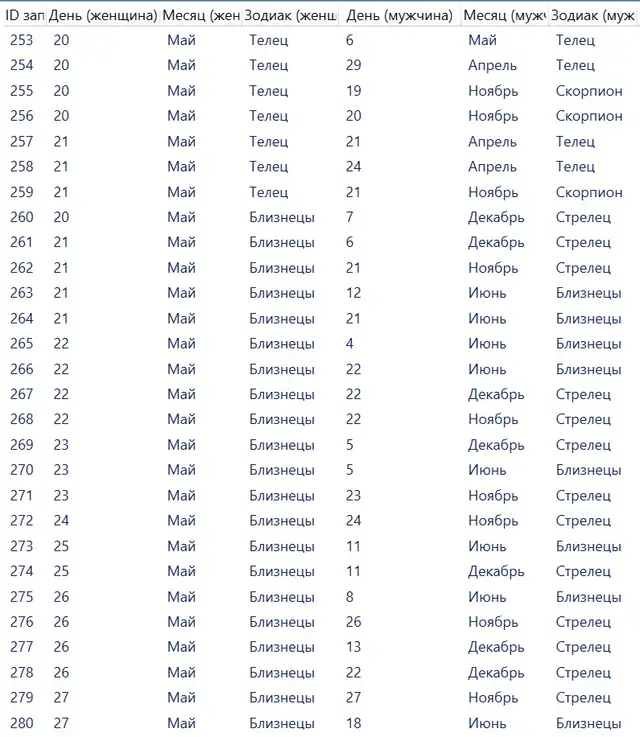 ID зап День (женщина) Месяц (жен Зодиак (женщ День (мужчина) Месяц (мужч Зодиак (муж
253 20 Май Телец 6 Май Телец
254 20 Май Телец 29 Апрель Телец
255 20 Май Телец 19 Ноябрь Скорпион
256 20 Май Телец 20 Ноябрь Скорпион
257 21 Май Телец 21 Апрель Телец
258 21 Май Телец 24 Апрель Телец
259 21 Май Телец 21 Ноябрь Скорпион
260 20 Май Близнецы 7 Декабрь Стрелец
261 21 Май Близнецы 6 Декабрь Стрелец
262 21 Май Близнецы 21 Ноябрь Стрелец
263 21 Май Близнецы 12 Июнь Близнецы
264 21 Май Близнецы 21 Июнь Близнецы
265 22 Май Близнецы 4 Июнь Близнецы
266 22 Май Близнецы 22 Июнь Близнецы
267 22 Май Близнецы 22 Декабрь Стрелец
268 22 Май Близнецы 22 Ноябрь Стрелец
269 23 Май Близнецы 5 Декабрь Стрелец
270 23 Май Близнецы 5 Июнь Близнецы
271 23 Май Близнецы 23 Ноябрь Стрелец
272 24 Май Близнецы 24 Ноябрь Стрелец
273 25 Май Близнецы 11 Июнь Близнецы
274 25 Май Близнецы 11 Декабрь Стрелец
275 26 Май Близнецы 8 Июнь Близнецы
276 26 Май Близнецы 26 Ноябрь Стрелец
277 26 Май Близнецы 13 Декабрь Стрелец
278 26 Май Близнецы 22 Декабрь Стрелец
279 27 Май Близнецы 27 Ноябрь Стрелец
280 27 Май Близнецы 18 Июнь Близнецы